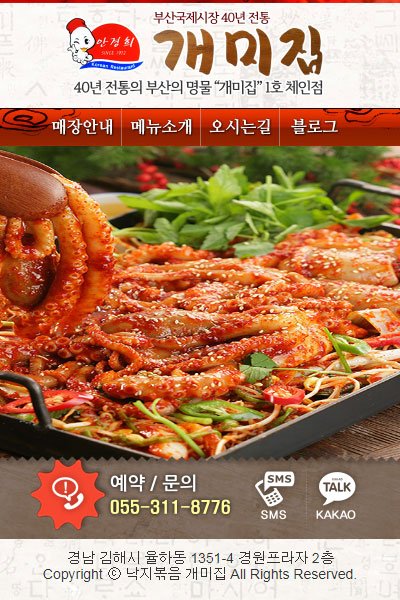 부산국제시장 40년 전통
안경희
SINCE 1972
Korean Restaurant
개미집
40년 전통의 부산의 명물 “개미집” 1호 체인점
매장안내 메뉴소개 오시는길 블로그
예약 / 문의
055-311-8776
SMS
SMS
KAKAO
TALK
KAKAO
경남 김해시 율하동 1351-4 경원프라자 2층
Copyright ⓒ 낙지볶음 개미집 All Rights Reserved.